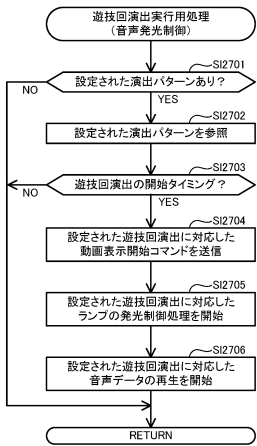 遊技回演出実行用処理
(音声発光制御)
SI2701
設定された演出パターンあり?
NO
YES
SI2702
設定された演出パターンを参照
SI2703
遊技回演出の開始タイミング?
NO
YES
SI2704
設定された遊技回演出に対応した
動画表示開始コマンドを送信
SI2705
設定された遊技回演出に対応した
ランプの発光制御処理を開始
SI2706
設定された遊技回演出に対応した
音声データの再生を開始
RETURN